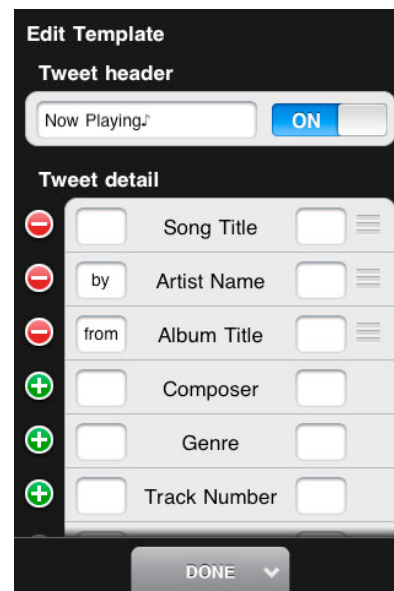 Edit Template
Tweet header
Now Playing♪
ON
Tweet detail
Song Title
by Artist Name
from Album Title
Composer
Genre
Track Number
DONE